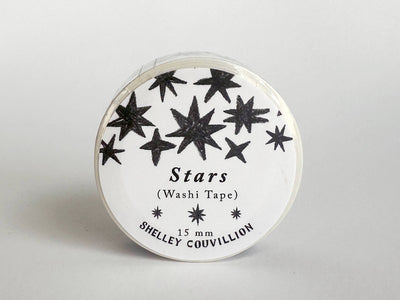 Stars
(Washi Tape)
15 mm
SHELLEY COUVILLION